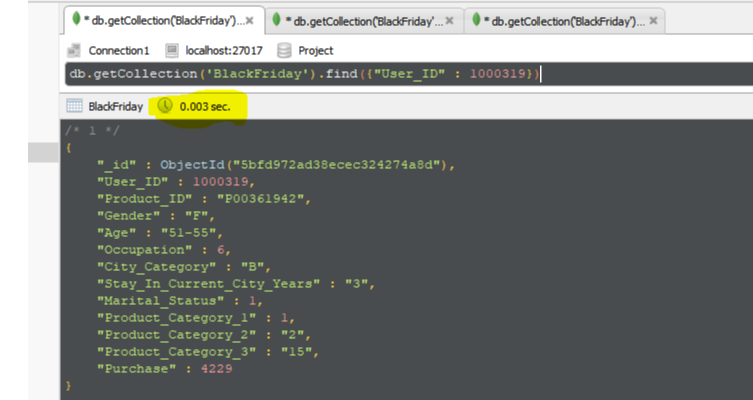 * db.getCollection('BlackFriday')...
* db.getCollection('BlackFriday'...
* db.getCollection('BlackFriday')...
Connection1 localhost:27017 Project
db.getCollection('BlackFriday').find({"User_ID" : 1000319})
BlackFriday 0.003 sec.
/* 1 */
{
"_id" : ObjectId("5bfd972ad38ecec324274a8d"),
"User_ID" : 1000319,
"Product_ID" : "P00361942",
"Gender" : "F",
"Age" : "51-55",
"Occupation" : 6,
"City_Category" : "B",
"Stay_In_Current_City_Years" : "3",
"Marital_Status" : 1,
"Product_Category_1" : 1,
"Product_Category_2" : "2",
"Product_Category_3" : "15",
"Purchase" : 4229
}